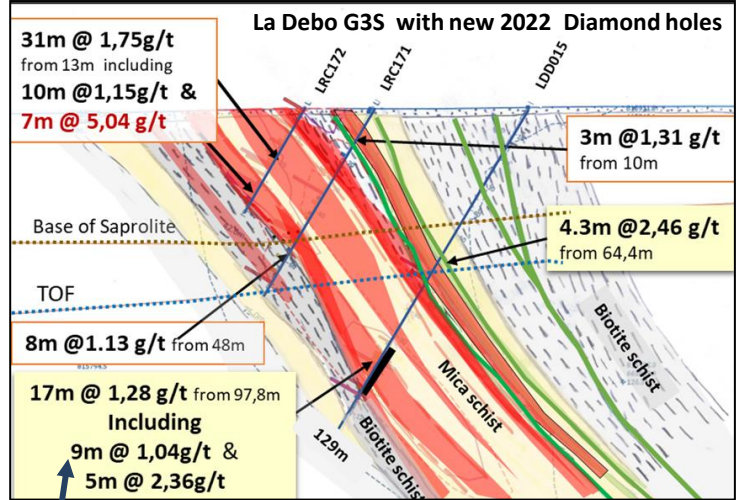 La Debo G3S with new 2022 Diamond holes
31m @ 1,75g/t
from 13m including
10m @1,15g/t &
7m @ 5,04 g/t
LRC172
LRC171
LDD015
3m @1,31 g/t
from 10m
4.3m @2,46 g/t
from 64,4m
Base of Saprolite
TOF
8m @1.13 g/t from 48m
17m @ 1,28 g/t from 97,8m
Including
9m @ 1,04g/t &
5m @ 2,36g/t
129m
Biotite schist
Mica schist
Biotite schist